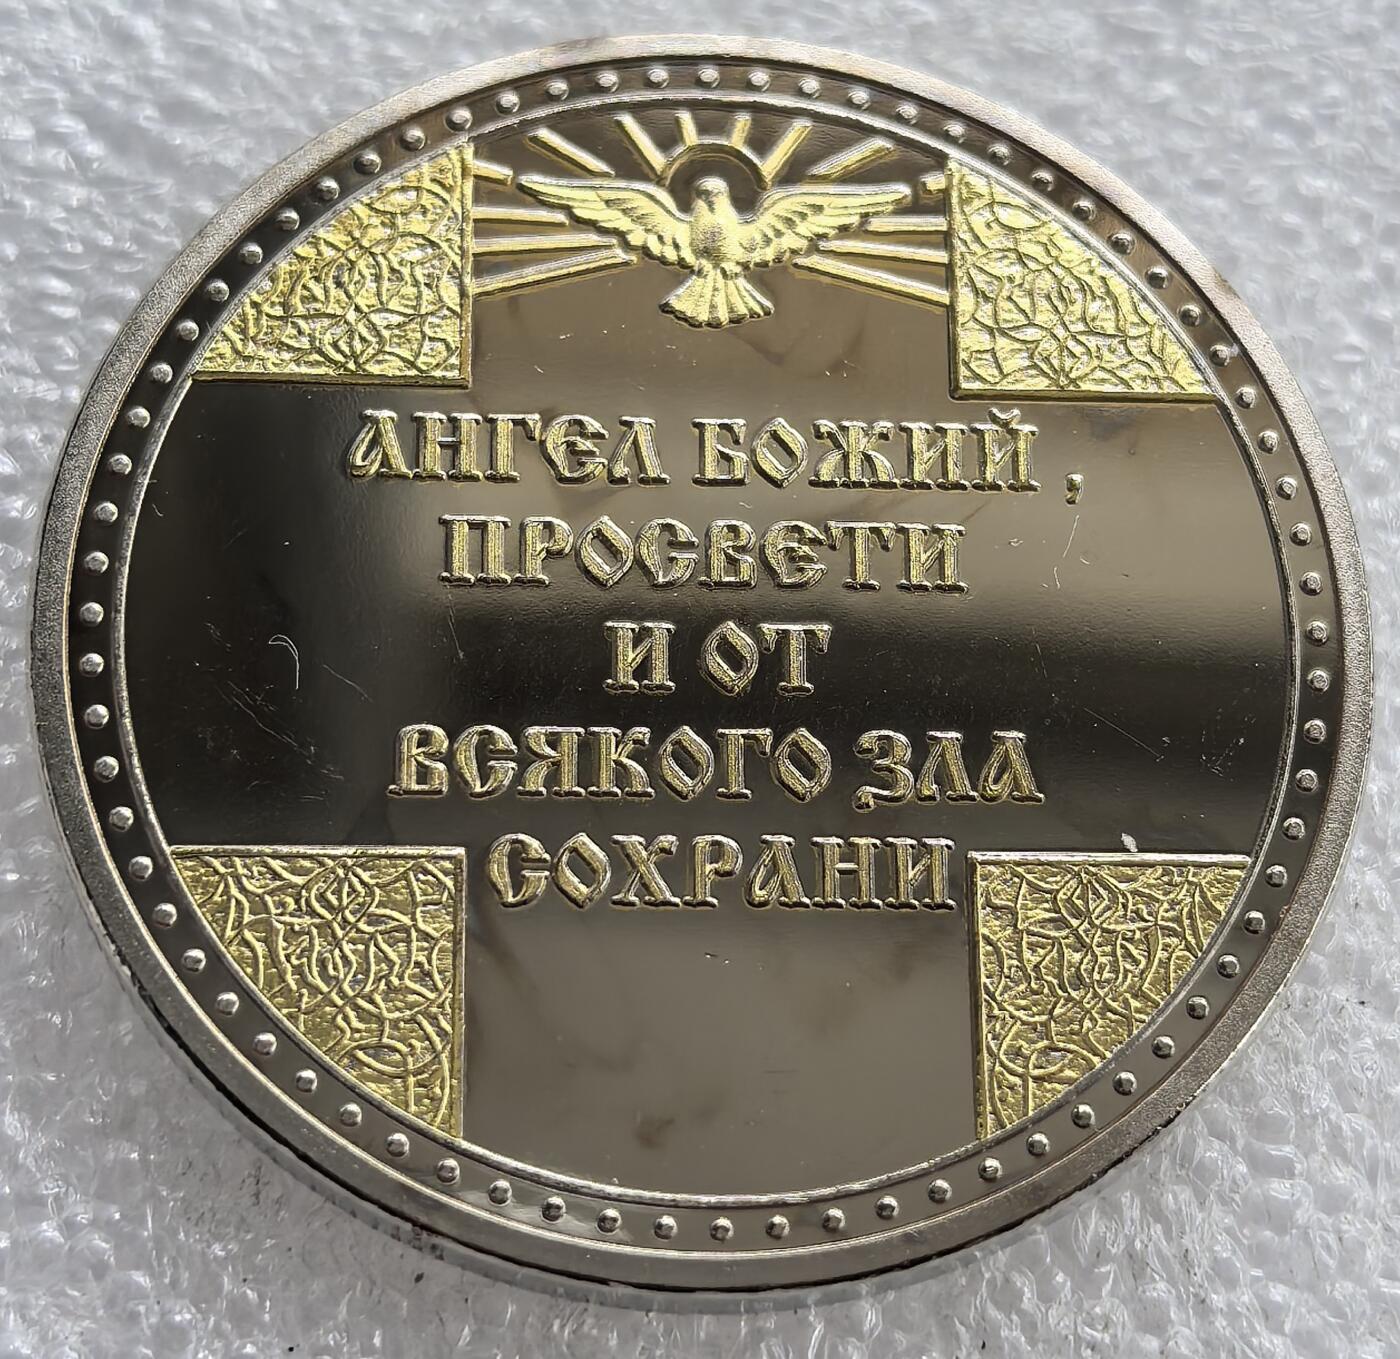 АНГЕЛ БОЖИЙ,
ПРОСВЕТИ
И ОТ
ВСЯКОГО ЗЛА
СОХРАНИ